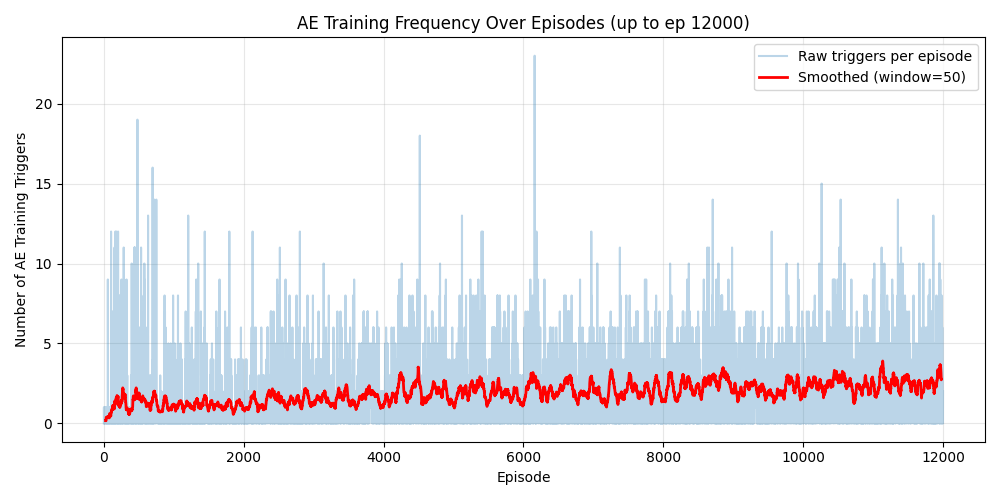 AE Training Frequency Over Episodes (up to ep 12000)
Raw triggers per episode
Smoothed (window=50)
Number of AE Training Triggers
20
15
10
5
0
0 2000 4000 6000 8000 10000 12000
Episode